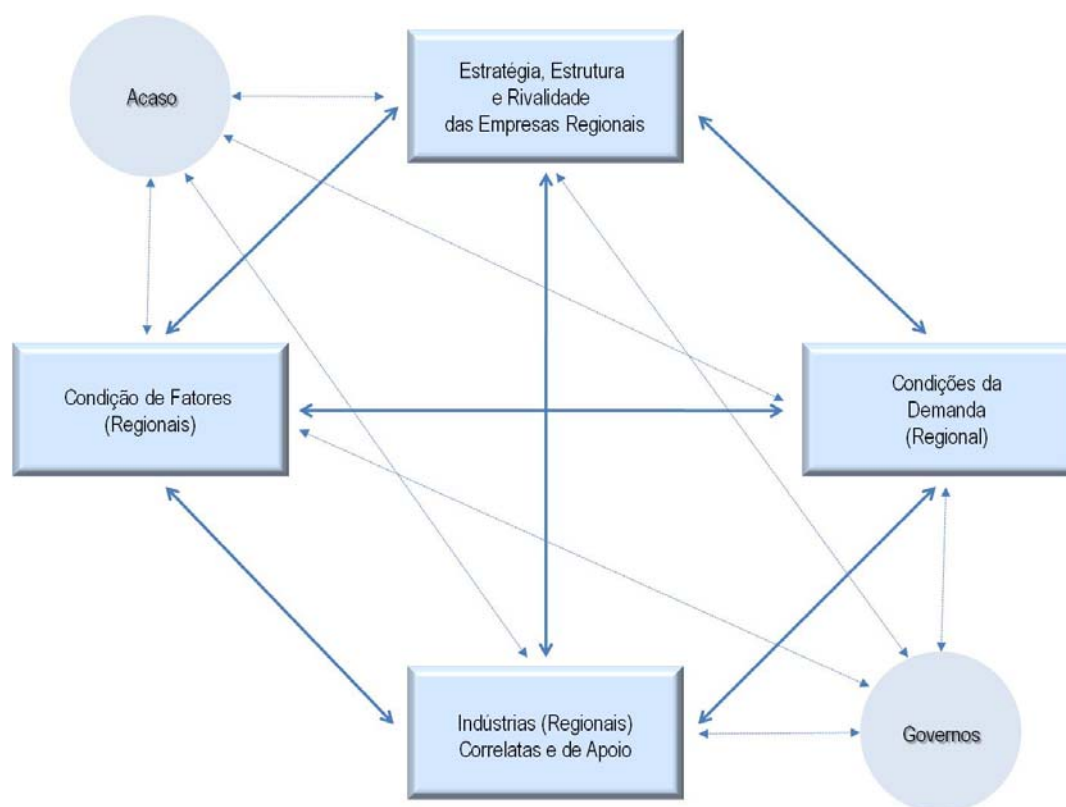 Acaso
Estratégia, Estrutura
e Rivalidade
das Empresas Regionais
Condição de Fatores
(Regionais)
Condições da
Demanda
(Regional)
Indústrias (Regionais)
Correlatas e de Apoio
Governos